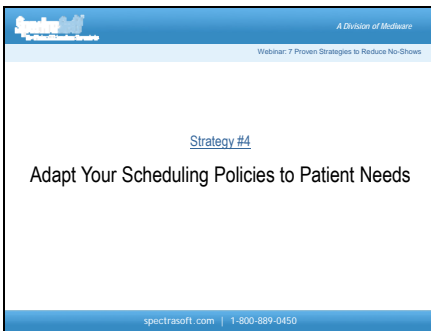 SpectraSoft
A Division of Mediware
Webinar: 7 Proven Strategies to Reduce No-Shows
Strategy #4
Adapt Your Scheduling Policies to Patient Needs
spectrasoft.com | 1-800-889-0450